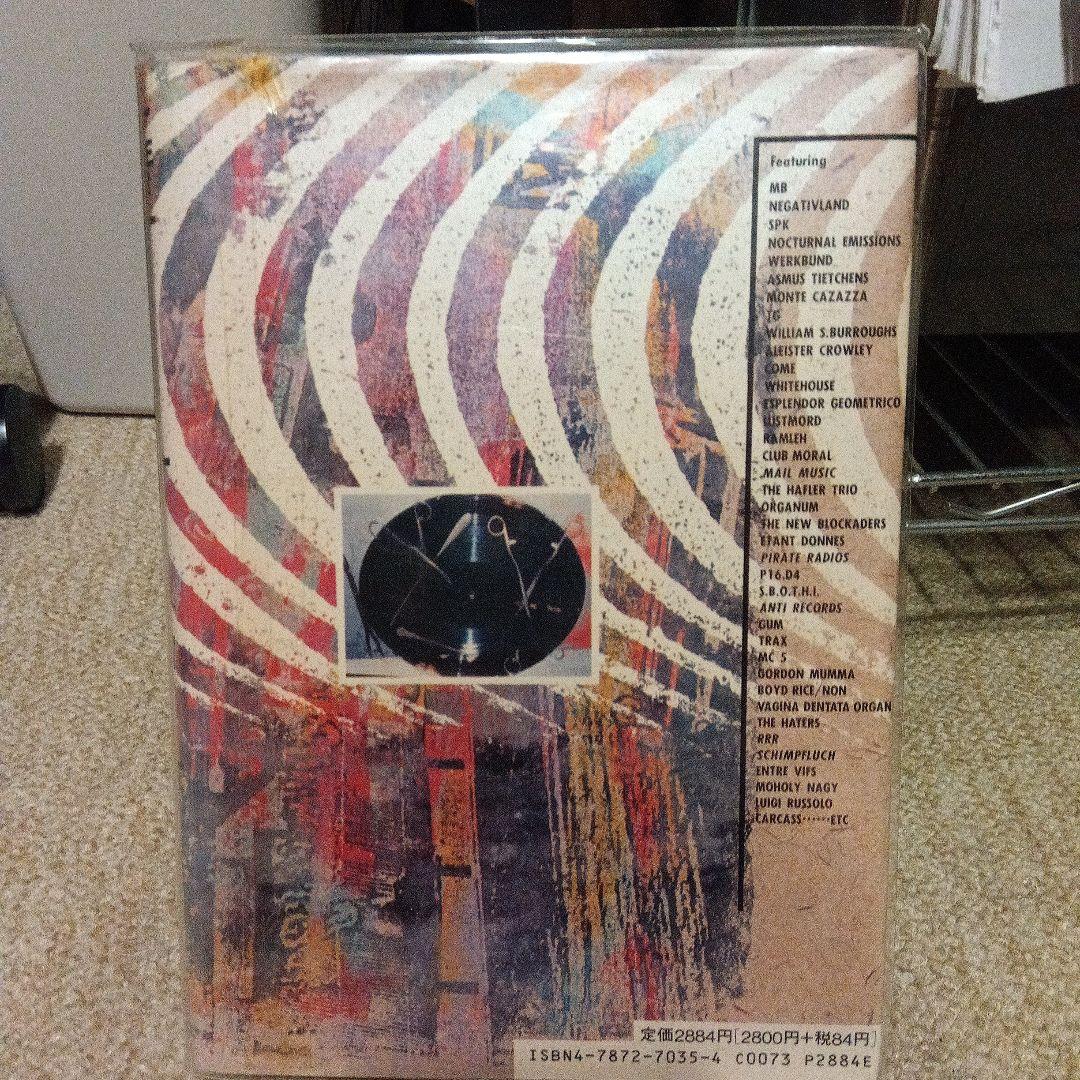 Featuring
MB
NEGATIVLAND
SPK
NOCTURNAL EMISSIONS
WERKBUND
ASMUS TIETCHENS
MONTE CAZAZZA
TG
WILLIAM S.BURROUGHS
ALEISTER CROWLEY
COME
WHITEHOUSE
ESPLENDOR GEOMETRICO
LUSTMORD
RAMLEH
CLUB MORAL
MAIL MUSIC
THE HAFLER TRIO
ORGANUM
THE NEW BLOCKADERS
ETANT DONNES
PIRATE RADIOS
P16.D4
S.B.O.T.H.I.
ANTI RECORDS
GUM
TRAX
MC 5
GORDON MUMMA
BOYD RICE/NON
VAGINA DENTATA ORGAN
THE HATERS
RRR
SCHIMPFLUCH
ENTRE VIFS
MOHOLY NAGY
LUIGI RUSSOLO
CARCASS······ETC
定価2884円[2800円+税84円]
ISBN4-7872-7035-4 C0073 P2884E